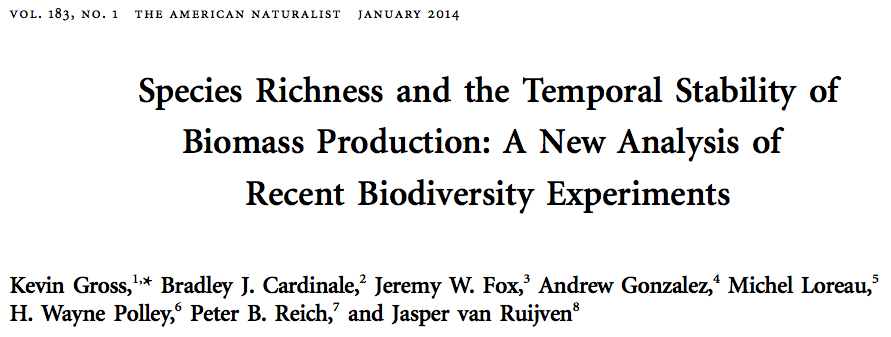 VOL. 183, NO. 1 THE AMERICAN NATURALIST JANUARY 2014
Species Richness and the Temporal Stability of
Biomass Production: A New Analysis of
Recent Biodiversity Experiments
Kevin Gross,1,* Bradley J. Cardinale,2 Jeremy W. Fox,3 Andrew Gonzalez,4 Michel Loreau,5
H. Wayne Polley,6 Peter B. Reich,7 and Jasper van Ruijven8